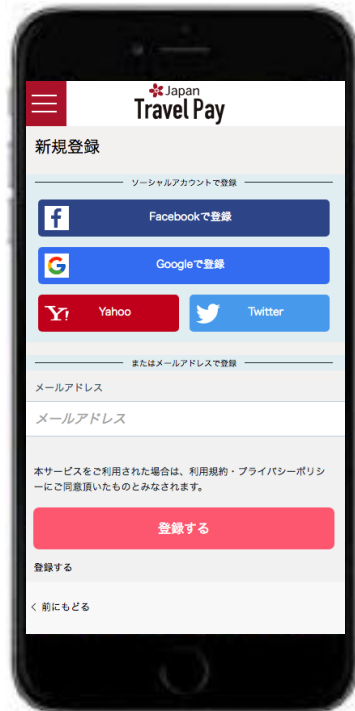 Japan
Travel Pay
新規登録
ソーシャルアカウントで登録
Facebookで登録
Googleで登録
Yahoo
Twitter
またはメールアドレスで登録
メールアドレス
メールアドレス
本サービスをご利用された場合は、利用規約・プライバシーポリシ
ーにご同意頂いたものとみなされます。
登録する
登録する
< 前にもどる